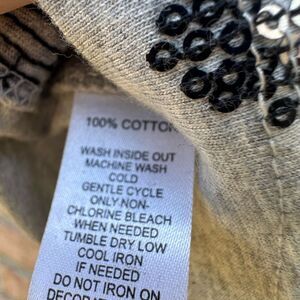 100% COTTON
WASH INSIDE OUT
MACHINE WASH
COLD
GENTLE CYCLE
ONLY NON-
CHLORINE BLEACH
WHEN NEEDED
TUMBLE DRY LOW
COOL IRON
IF NEEDED
DO NOT IRON ON